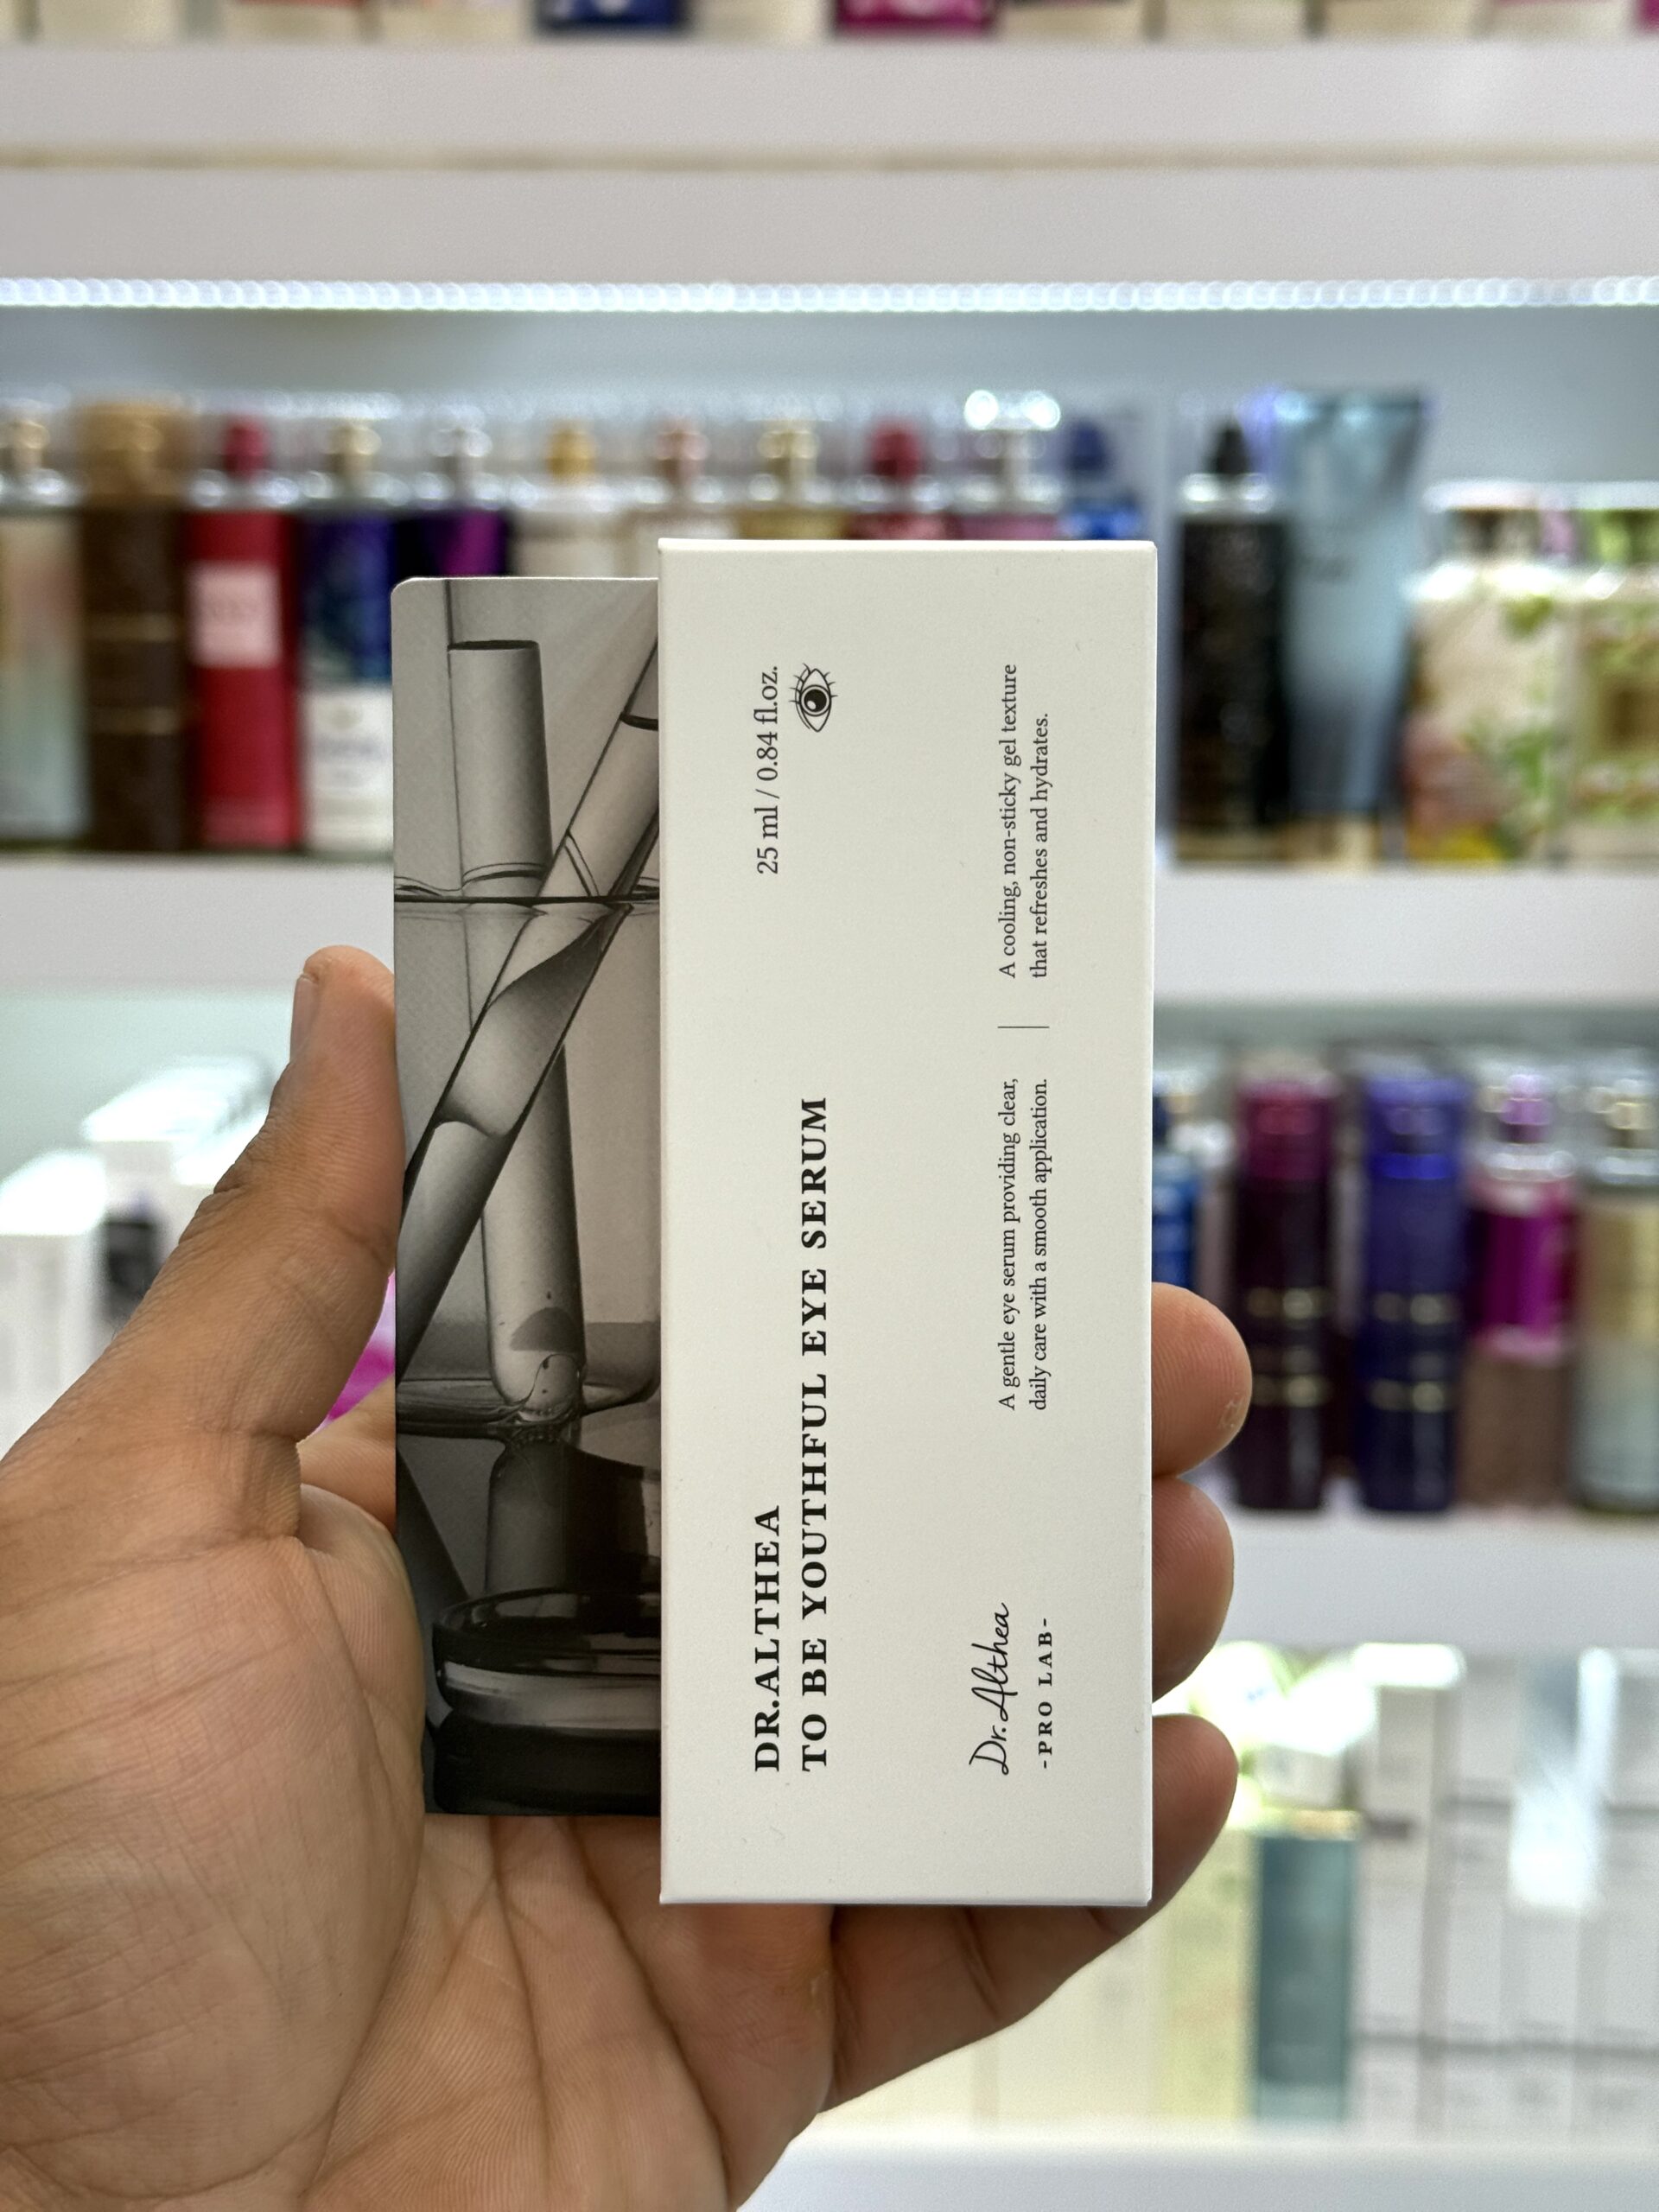 DR.ALTHEA
TO BE YOUTHFUL EYE SERUM
25 ml / 0.84 fl.oz.
Dr.Althea
-PRO LAB-
A gentle eye serum providing clear,
daily care with a smooth application.
A cooling, non-sticky gel texture
that refreshes and hydrates.